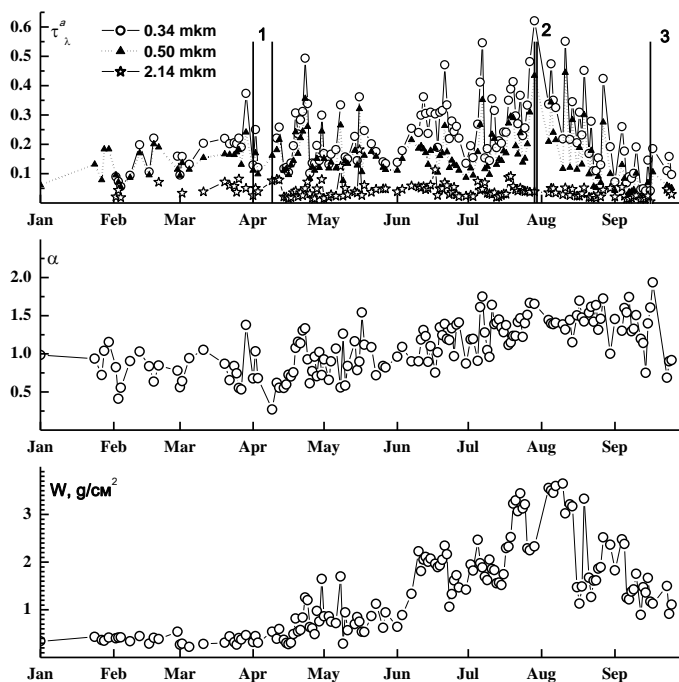 0.6 τ a λ 0.34 mkm 1 2 3
0.5 0.50 mkm
0.4 2.14 mkm
0.3
0.2
0.1
Jan Feb Mar Apr May Jun Jul Aug Sep
α
2.0
1.5
1.0
0.5
Jan Feb Mar Apr May Jun Jul Aug Sep
W, g/см2
3
2
1
Jan Feb Mar Apr May Jun Jul Aug Sep